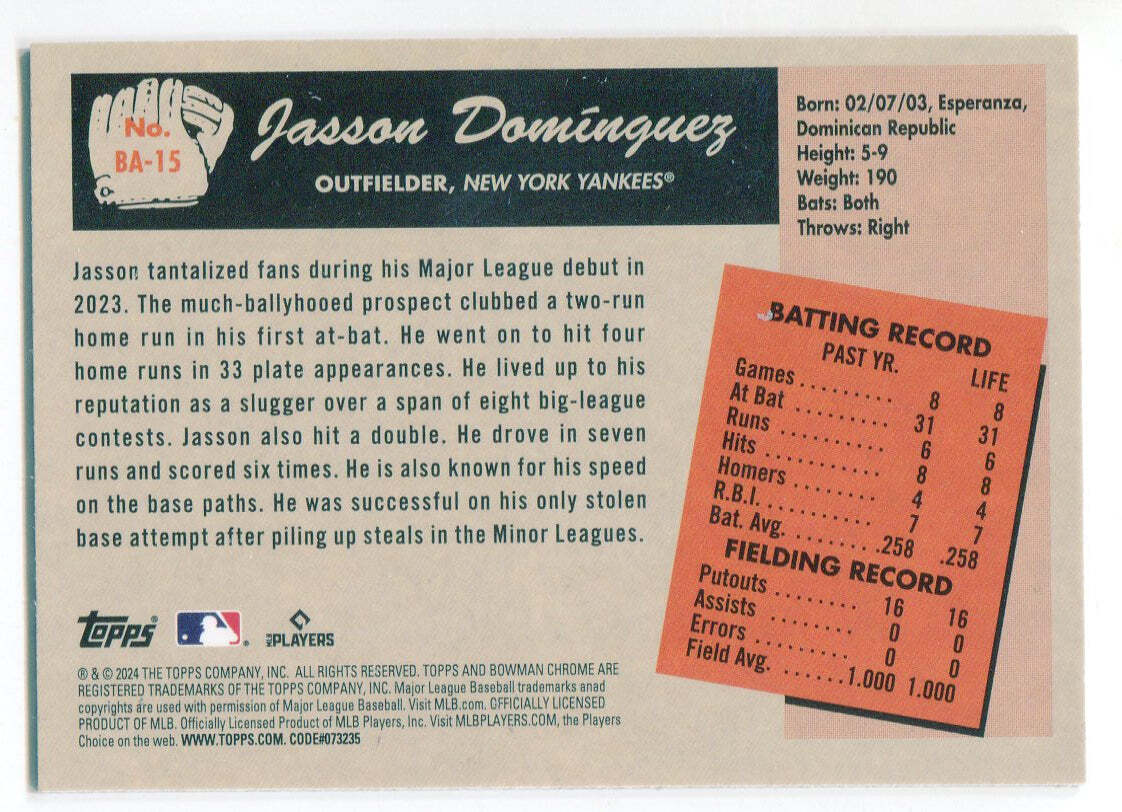 No.
BA-15
Jasson Domínguez
OUTFIELDER, NEW YORK YANKEES®
Born: 02/07/03, Esperanza,
Dominican Republic
Height: 5-9
Weight: 190
Bats: Both
Throws: Right
Jasson tantalized fans during his Major League debut in
2023. The much-ballyhooed prospect clubbed a two-run
home run in his first at-bat. He went on to hit four
home runs in 33 plate appearances. He lived up to his
reputation as a slugger over a span of eight big-league
contests. Jasson also hit a double. He drove in seven
runs and scored six times. He is also known for his speed
on the base paths. He was successful on his only stolen
base attempt after piling up steals in the Minor Leagues.
BATTING RECORD
PAST YR. LIFE
Games ........ 8 8
At Bat ........ 31 31
Runs ......... 6 6
Hits .......... 8 8
Homers ........ 4 4
R.B.I. .......... 7 7
Bat. Avg. ......... .258 .258
FIELDING RECORD
Putouts ........ 16 16
Assists ........ 0 0
Errors ......... 0 0
Field Avg. ...... 1.000 1.000
topps® ® MLB PLAYERS
® & © 2024 THE TOPPS COMPANY, INC. ALL RIGHTS RESERVED. TOPPS AND BOWMAN CHROME ARE
REGISTERED TRADEMARKS OF THE TOPPS COMPANY, INC. Major League Baseball trademarks anad
copyrights are used with permission of Major League Baseball. Visit MLB.com. OFFICIALLY LICENSED
PRODUCT OF MLB. Officially Licensed Product of MLB Players, Inc. Visit MLBPLAYERS.COM, the Players
Choice on the web. WWW.TOPPS.COM. CODE#073235